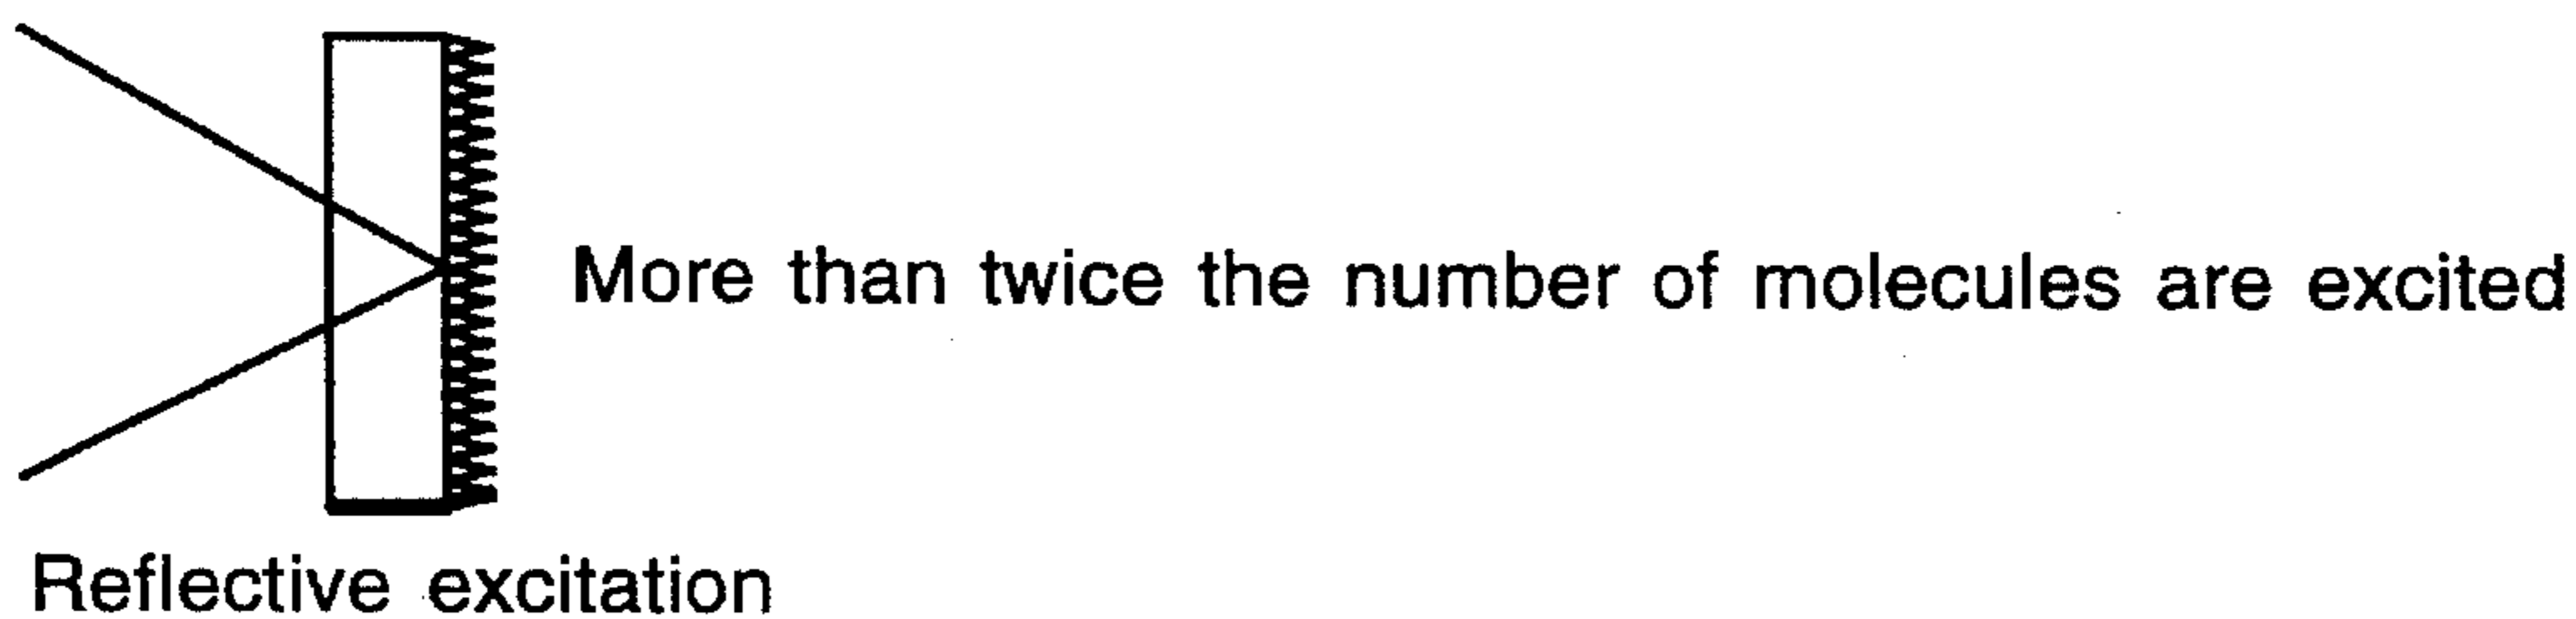 More than twice the number of molecules are excited
Reflective excitation